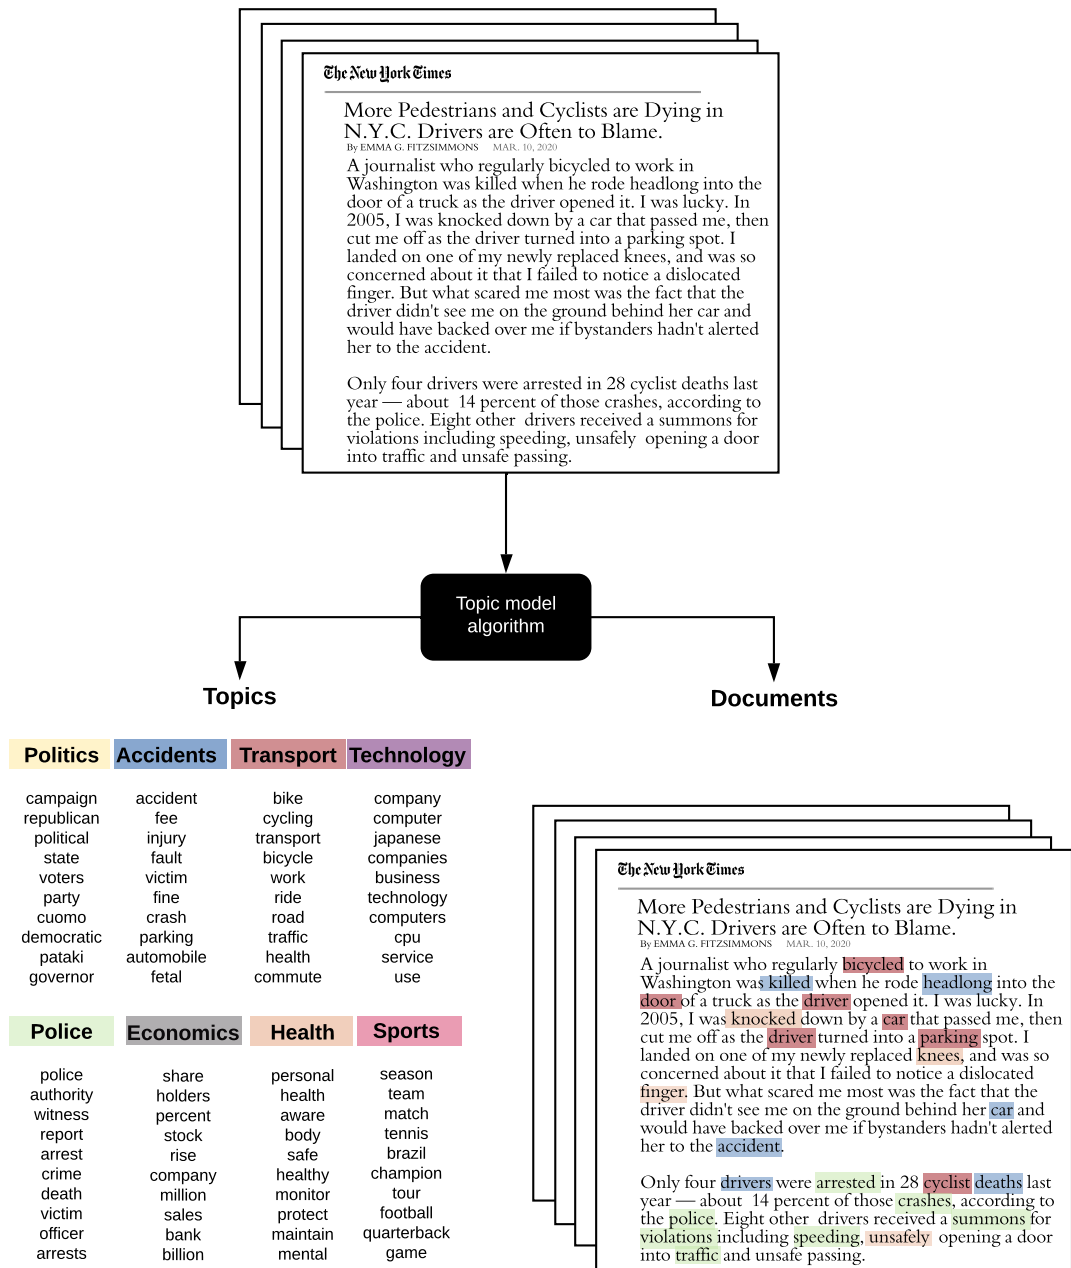 The New York Times
More Pedestrians and Cyclists are Dying in
N.Y.C. Drivers are Often to Blame.
By EMMA G. FITZSIMMONS MAR. 10, 2020
A journalist who regularly bicycled to work in
Washington was killed when he rode headlong into the
door of a truck as the driver opened it. I was lucky. In
2005, I was knocked down by a car that passed me, then
cut me off as the driver turned into a parking spot. I
landed on one of my newly replaced knees, and was so
concerned about it that I failed to notice a dislocated
finger. But what scared me most was the fact that the
driver didn't see me on the ground behind her car and
would have backed over me if bystanders hadn't alerted
her to the accident.
Only four drivers were arrested in 28 cyclist deaths last
year — about 14 percent of those crashes, according to
the police. Eight other drivers received a summons for
violations including speeding, unsafely opening a door
into traffic and unsafe passing.
Topic model
algorithm
Topics
Documents
Politics Accidents Transport Technology
campaign accident bike company
republican fee cycling computer
political injury transport japanese
state fault bicycle companies
voters victim work business
party fine ride technology
cuomo crash road computers
democratic parking traffic cpu
pataki automobile health service
governor fetal commute use
Police Economics Health Sports
police share personal season
authority holders health team
witness percent aware match
report stock body tennis
arrest rise safe brazil
crime company healthy champion
death million monitor tour
victim sales protect football
officer bank maintain quarterback
arrests billion mental game
The New York Times
More Pedestrians and Cyclists are Dying in
N.Y.C. Drivers are Often to Blame.
By EMMA G. FITZSIMMONS MAR. 10, 2020
A journalist who regularly bicycled to work in
Washington was killed when he rode headlong into the
door of a truck as the driver opened it. I was lucky. In
2005, I was knocked down by a car that passed me, then
cut me off as the driver turned into a parking spot. I
landed on one of my newly replaced knees, and was so
concerned about it that I failed to notice a dislocated
finger. But what scared me most was the fact that the
driver didn't see me on the ground behind her car and
would have backed over me if bystanders hadn't alerted
her to the accident.
Only four drivers were arrested in 28 cyclist deaths last
year — about 14 percent of those crashes, according to
the police. Eight other drivers received a summons for
violations including speeding, unsafely opening a door
into traffic and unsafe passing.